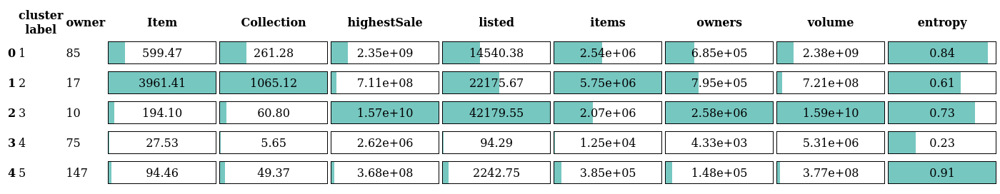 cluster label owner Item Collection highestSale listed items owners volume entropy
0 1 85 599.47 261.28 2.35e+09 14540.38 2.54e+06 6.85e+05 2.38e+09 0.84
1 2 17 3961.41 1065.12 7.11e+08 22175.67 5.75e+06 7.95e+05 7.21e+08 0.61
2 3 10 194.10 60.80 1.57e+10 42179.55 2.07e+06 2.58e+06 1.59e+10 0.73
3 4 75 27.53 5.65 2.62e+06 94.29 1.25e+04 4.33e+03 5.31e+06 0.23
4 5 147 94.46 49.37 3.68e+08 2242.75 3.85e+05 1.48e+05 3.77e+08 0.91